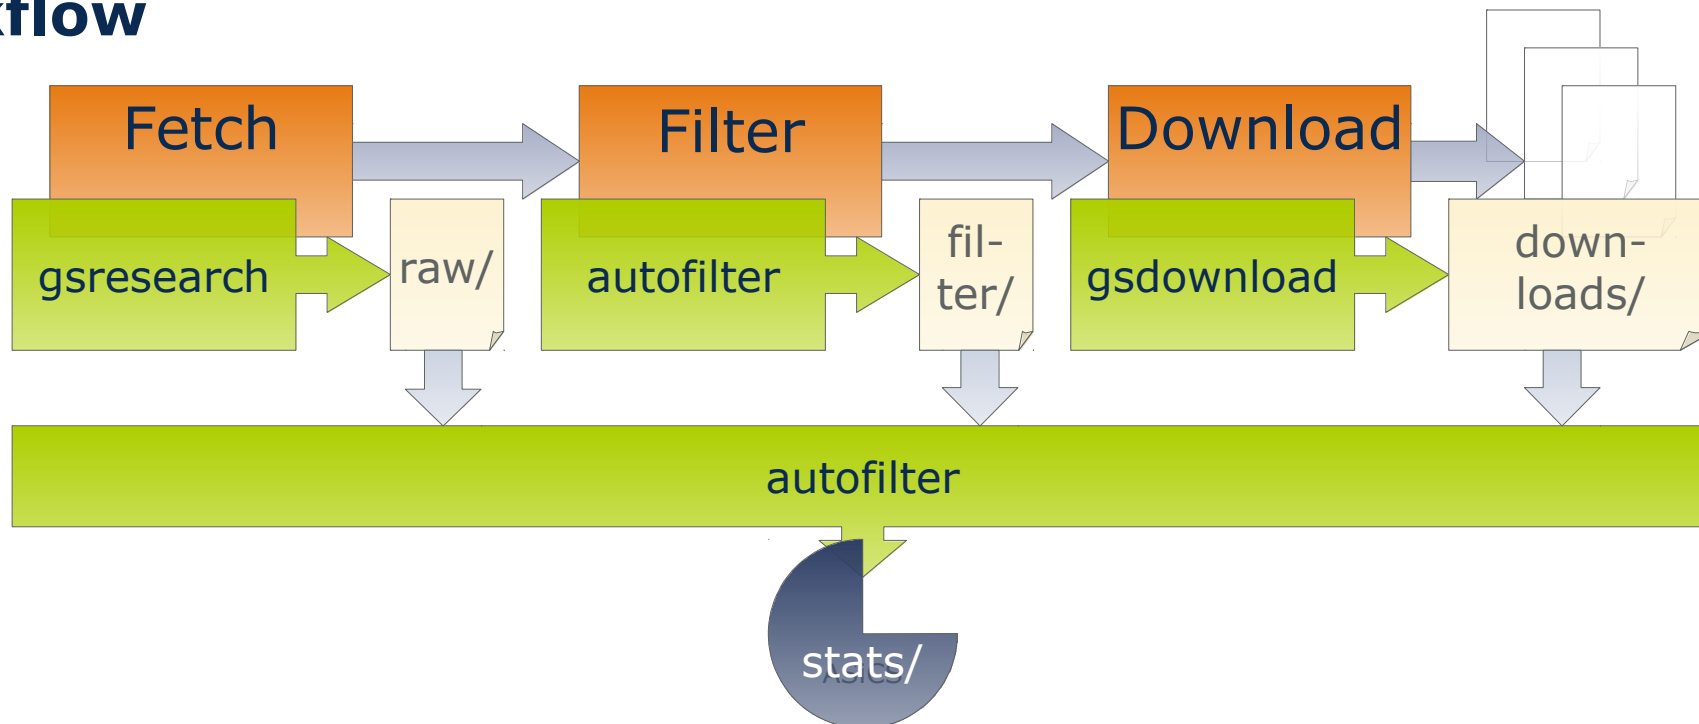 kflow
Fetch
Filter
Download
gsresearch
raw/
autofilter
fil-
ter/
gsdownload
down-
loads/
autofilter
stats/